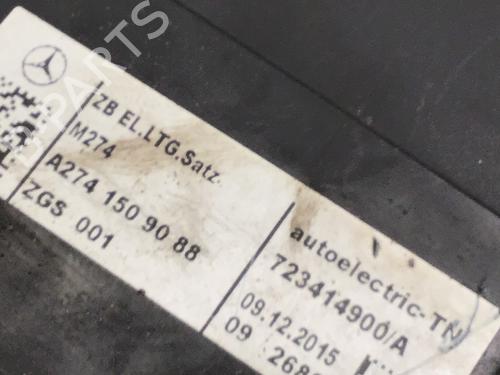 ZB EL.LTG.Satz.
M274
A274 150 90 88
ZGS 001
autoelectric-TN
723414900/A
09.12.2015
09